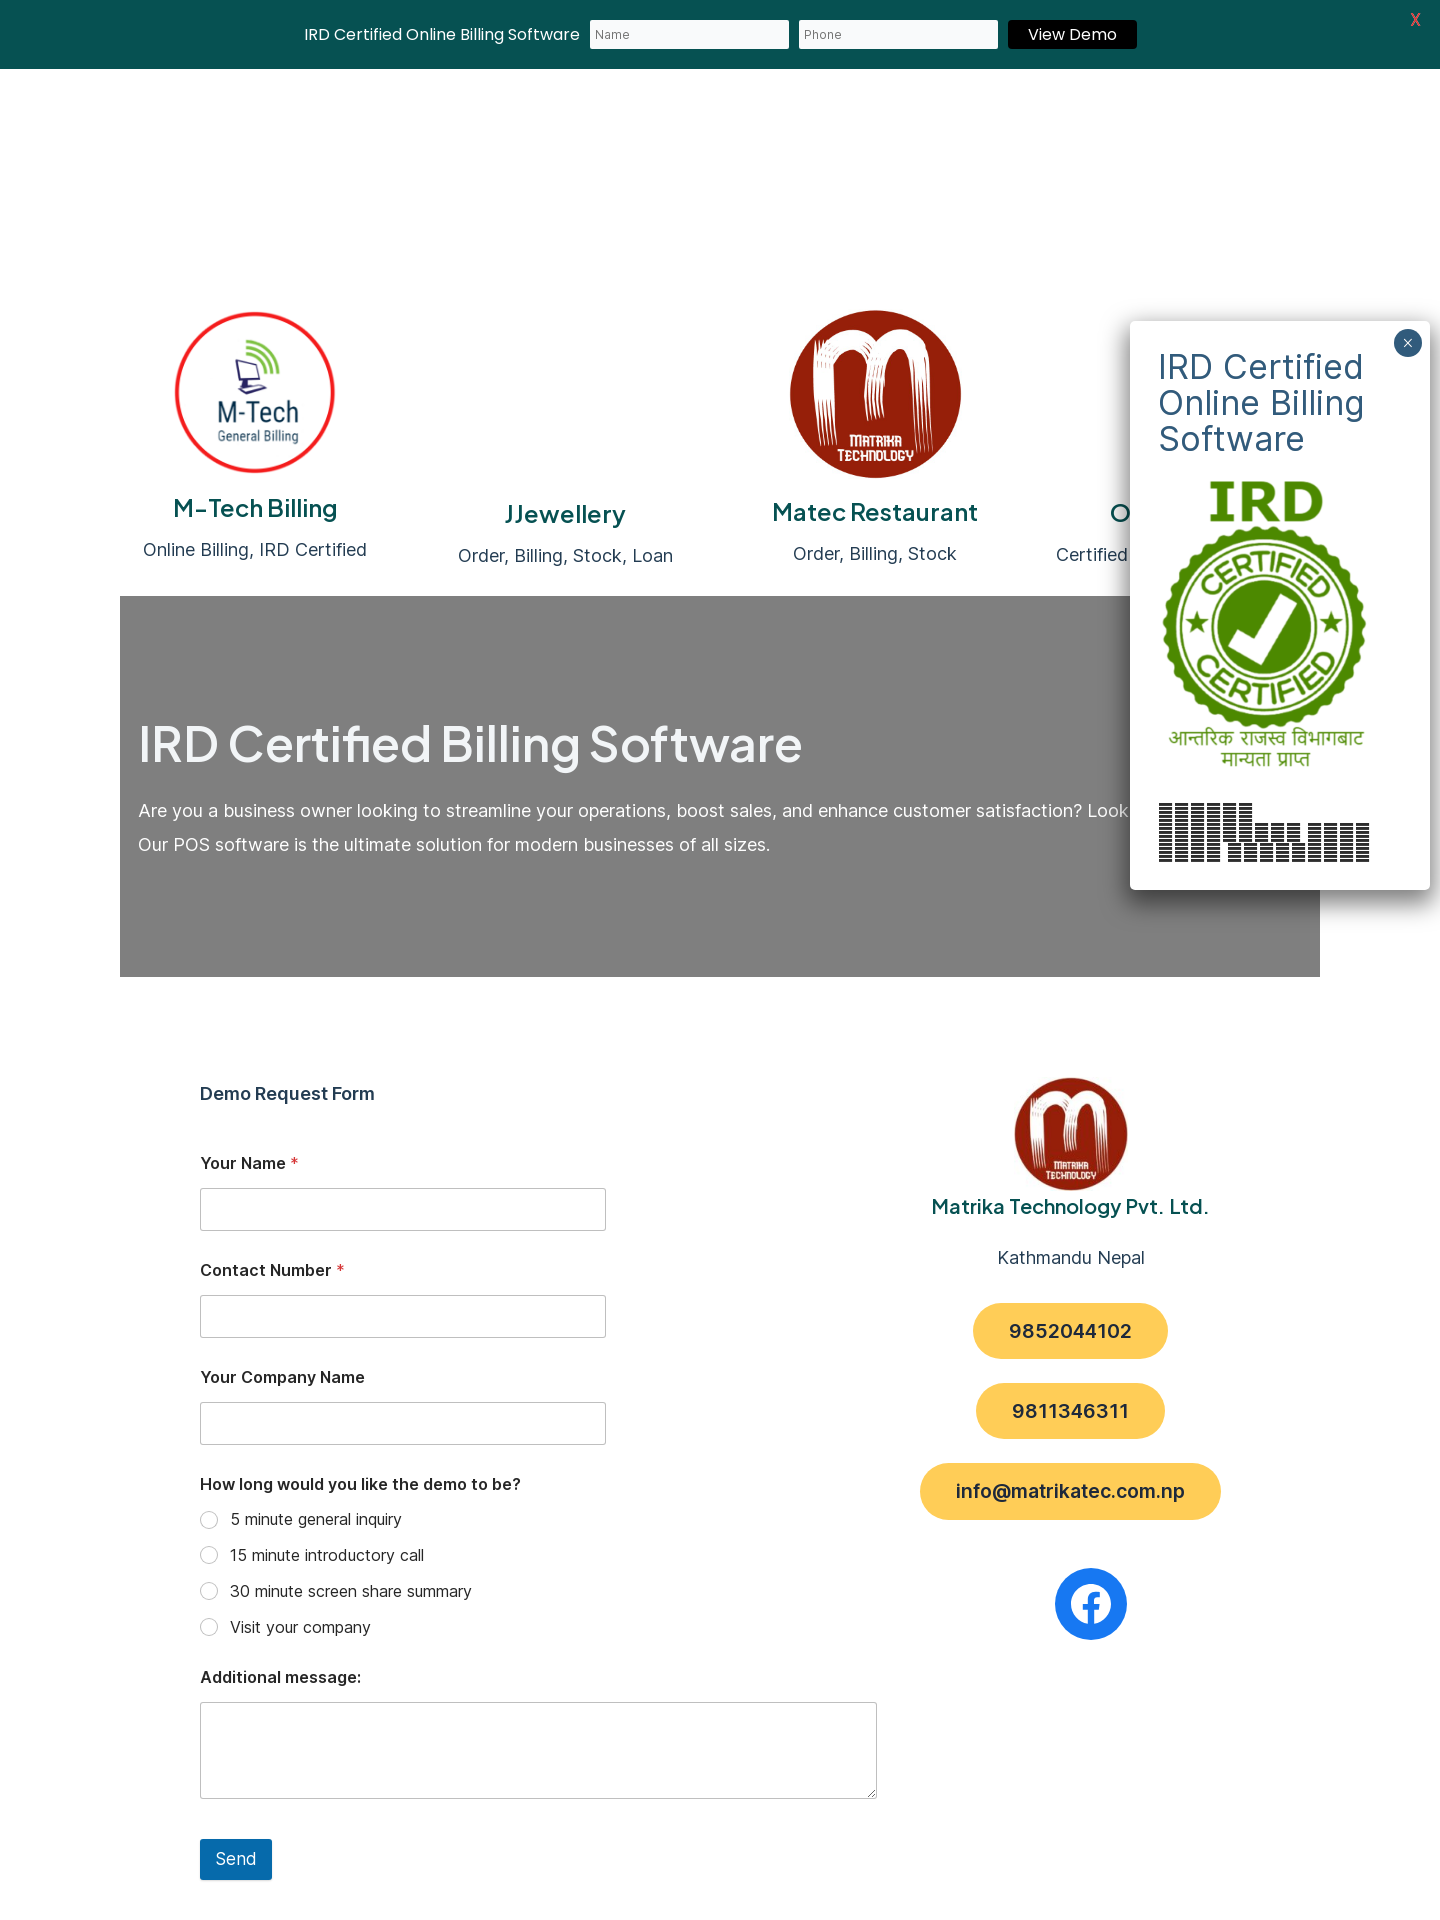 IRD Certified Online Billing Software
Name
Phone
View Demo
X
M-Tech
General Billing
M-Tech Billing
Online Billing, IRD Certified
JJewellery
Order, Billing, Stock, Loan
MATRIKA
TECHNOLOGY
Matec Restaurant
Order, Billing, Stock
Certified
×
IRD Certified
Online Billing
Software
IRD
CERTIFIED
CERTIFIED
आन्तरिक राजस्व विभागबाट
मान्यता प्राप्त
IRD Certified Billing Software
Are you a business owner looking to streamline your operations, boost sales, and enhance customer satisfaction? Look
Our POS software is the ultimate solution for modern businesses of all sizes.
Demo Request Form
Your Name *
Contact Number *
Your Company Name
How long would you like the demo to be?
5 minute general inquiry
15 minute introductory call
30 minute screen share summary
Visit your company
Additional message:
Send
MATRIKA
TECHNOLOGY
Matrika Technology Pvt. Ltd.
Kathmandu Nepal
9852044102
9811346311
info@matrikatec.com.np